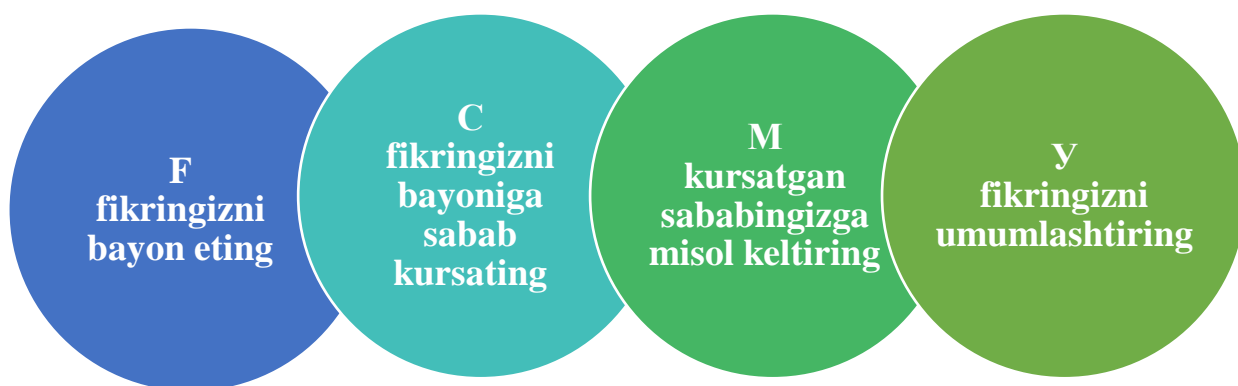 F
fikringizni
bayon eting
С
fikringizni
bayoniga
sabab
kursating
М
kursatgan
sababingizga
misol keltiring
У
fikringizni
umumlashtiring